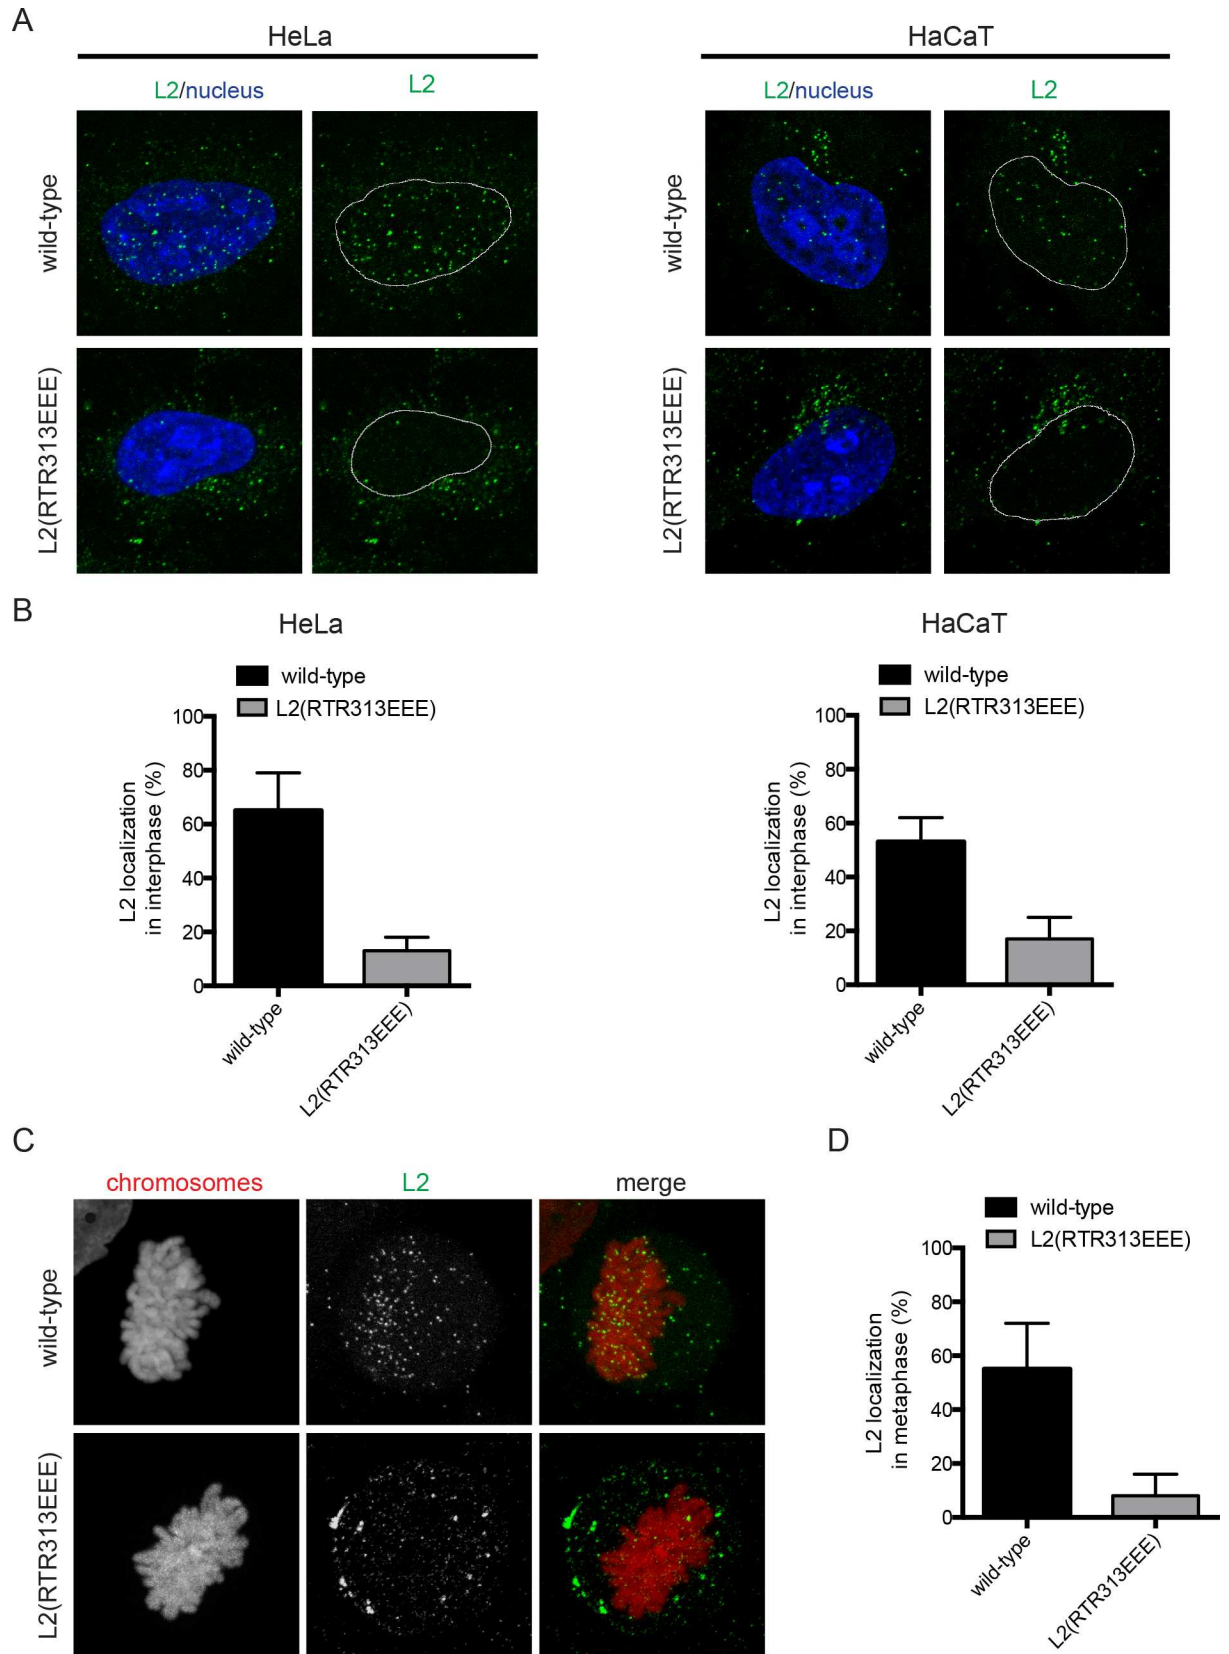 A
HeLa
HaCaT
L2/nucleus
L2
L2/nucleus
L2
wild-type
L2(RTR313EEE)
wild-type
L2(RTR313EEE)
B
HeLa
wild-type
L2(RTR313EEE)
L2 localization
in interphase (%)
100
80
60
40
20
0
wild-type
L2(RTR313EEE)
HaCaT
wild-type
L2(RTR313EEE)
L2 localization
in interphase (%)
100
80
60
40
20
0
wild-type
L2(RTR313EEE)
C
chromosomes
L2
merge
wild-type
L2(RTR313EEE)
D
wild-type
L2(RTR313EEE)
L2 localization
in metaphase (%)
100
80
60
40
20
0
wild-type
L2(RTR313EEE)